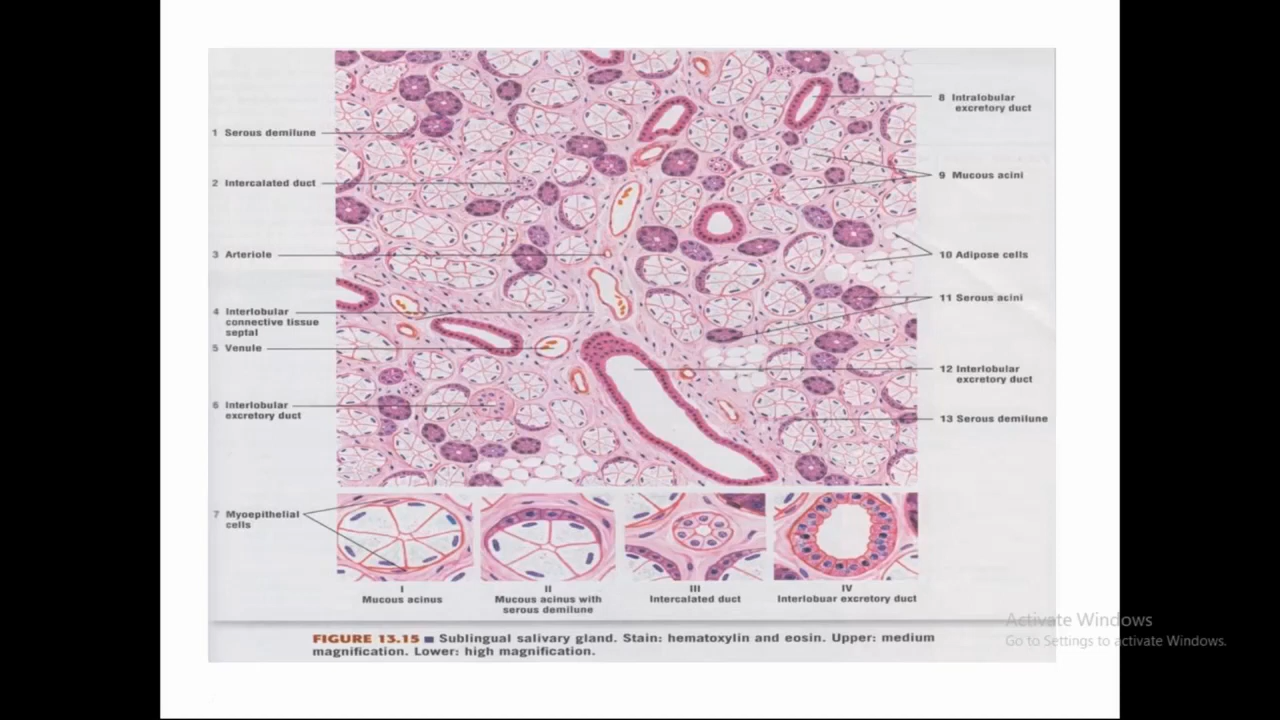 1 Serous demilune
2 Intercalated duct
3 Arteriole
4 Interlobular
connective tissue
septal
5 Venule
6 Interlobular
excretory duct
7 Myoepithelial
cells
8 Intralobular
excretory duct
9 Mucous acini
10 Adipose cells
11 Serous acini
12 Interlobular
excretory duct
13 Serous demilune
I
Mucous acinus
II
Mucous acinus with
serous demilune
III
Intercalated duct
IV
Interlobuar excretory duct
FIGURE 13.15 ■ Sublingual salivary gland. Stain: hematoxylin and eosin. Upper: medium
magnification. Lower: high magnification.
Activate Windows
Go to Settings to activate Windows.